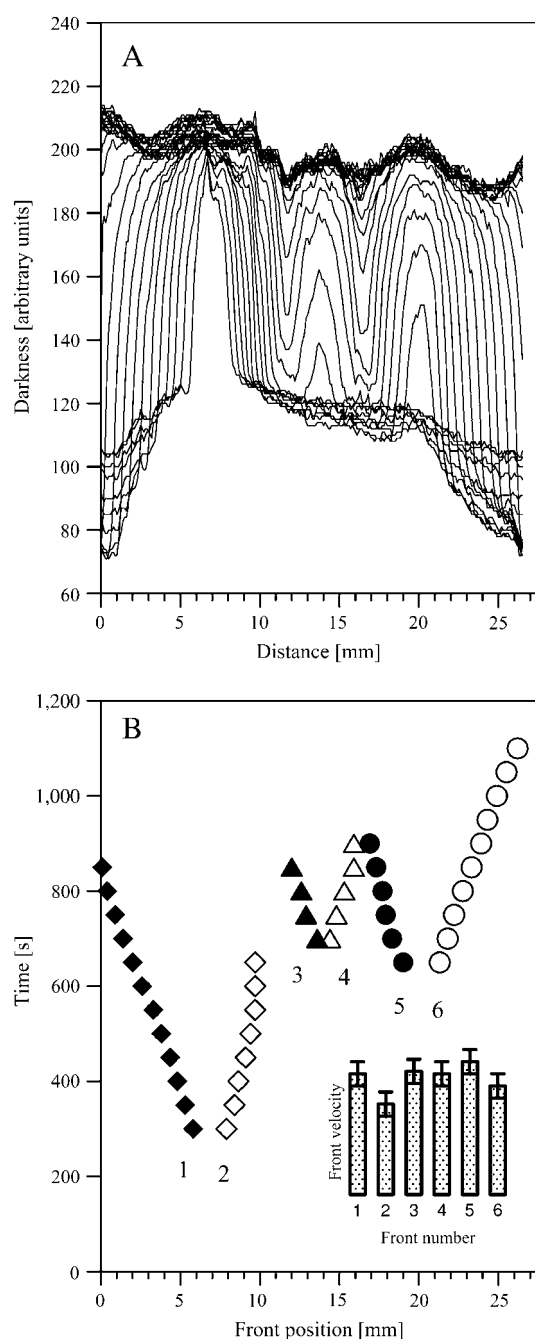 A
240
220
200
180
160
140
120
100
80
60
Darkness [arbitrary units]
0 5 10 15 20 25
Distance [mm]
B
1,200
1,000
800
600
400
200
0
Time [s]
1 2 3 4 5 6
Front velocity
1 2 3 4 5 6
Front number
0 5 10 15 20 25
Front position [mm]